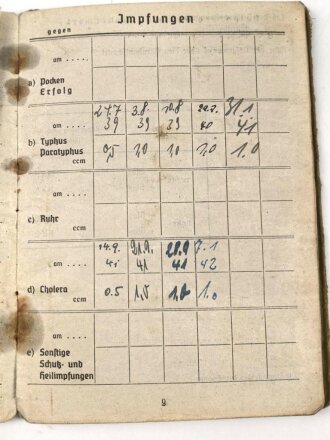 Impfungen
gegen
am ....
a) Pocken
Erfolg
24.7 3.8. 10.8 31.1
am .... 39 39 39 40 41
b) Typhus
Paratyphus
ccm 0,5 1,0 1,0 1,0 1.0
am ....
c) Ruhr
ccm
14.9. 21.9. 28.9 7.1
am .... 41 41 41 42
d) Cholera
ccm 0.5 1,0 1,0 1.0
am ....
e) Sonstige
Schutz- und
Heilimpfungen
9